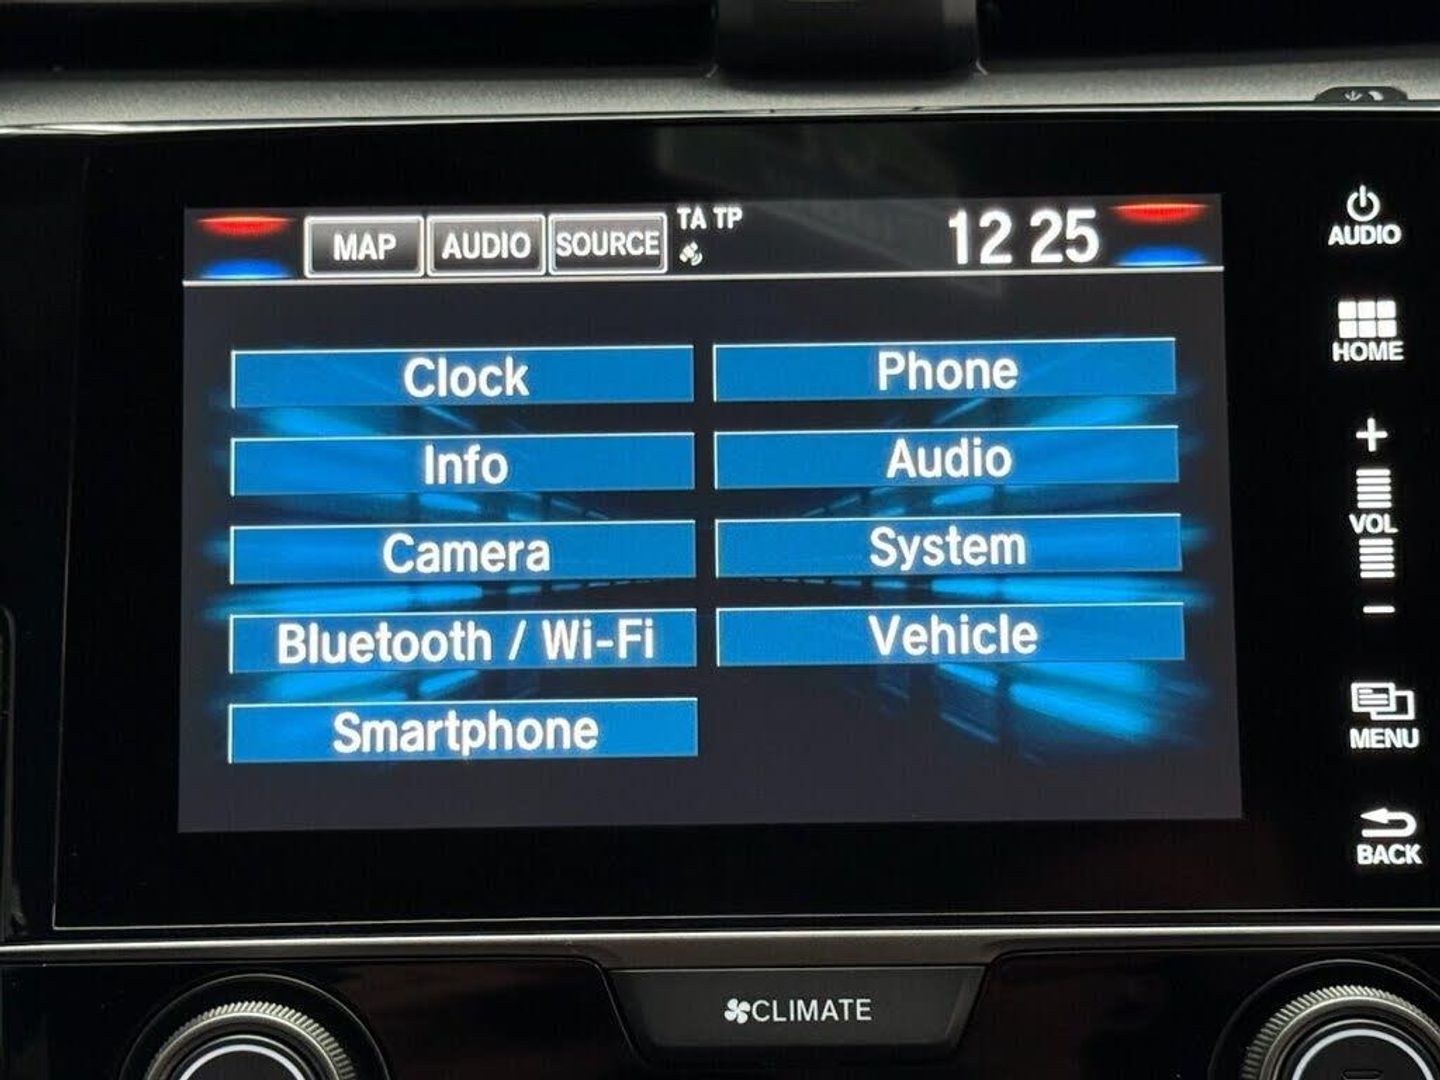 MAP AUDIO SOURCE TA TP 12 25
Clock
Phone
Info
Audio
Camera
System
Bluetooth / Wi-Fi
Vehicle
Smartphone
AUDIO
HOME
+
VOL
-
MENU
BACK
CLIMATE